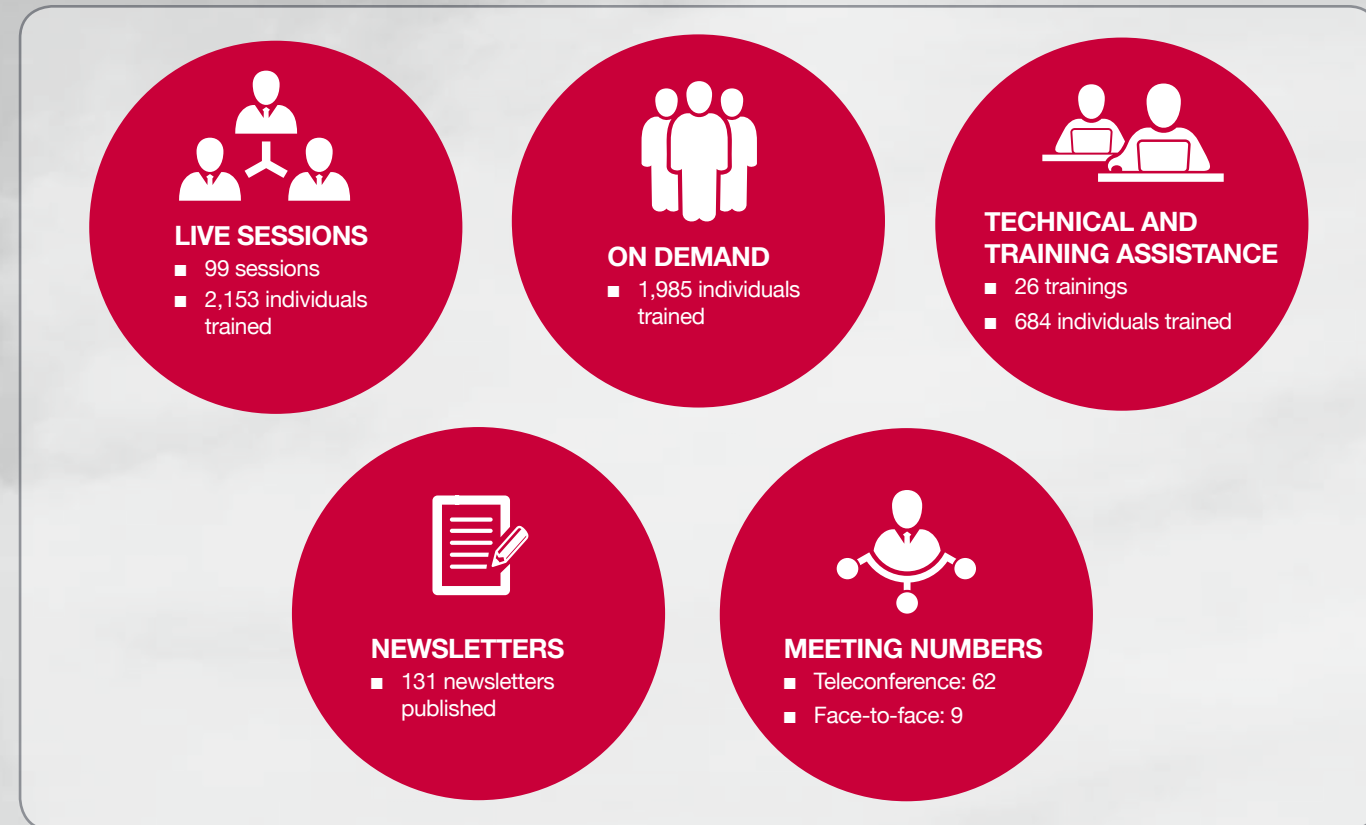 LIVE SESSIONS
■ 99 sessions
■ 2,153 individuals
trained
ON DEMAND
■ 1,985 individuals
trained
TECHNICAL AND
TRAINING ASSISTANCE
■ 26 trainings
■ 684 individuals trained
NEWSLETTERS
■ 131 newsletters
published
MEETING NUMBERS
■ Teleconference: 62
■ Face-to-face: 9